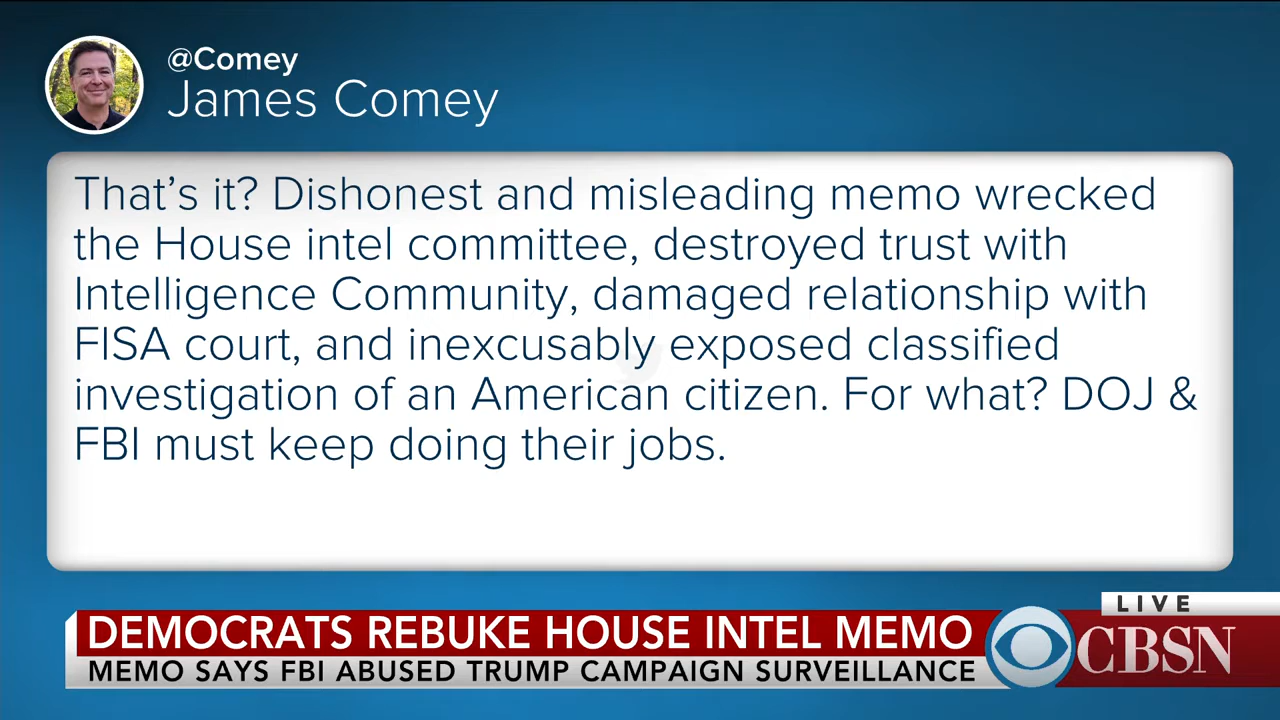 @Comey
James Comey
That’s it? Dishonest and misleading memo wrecked
the House intel committee, destroyed trust with
Intelligence Community, damaged relationship with
FISA court, and inexcusably exposed classified
investigation of an American citizen. For what? DOJ &
FBI must keep doing their jobs.
LIVE
DEMOCRATS REBUKE HOUSE INTEL MEMO
MEMO SAYS FBI ABUSED TRUMP CAMPAIGN SURVEILLANCE
CBSN